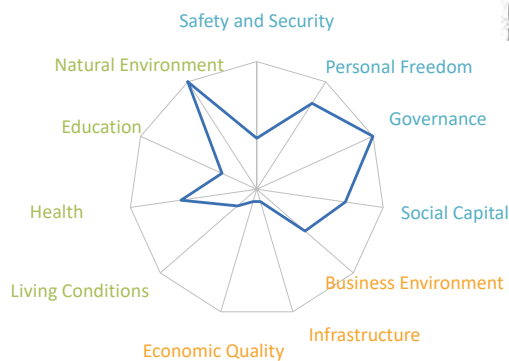 Safety and Security
Natural Environment
Personal Freedom
Governance
Education
Health
Social Capital
Living Conditions
Business Environment
Infrastructure
Economic Quality